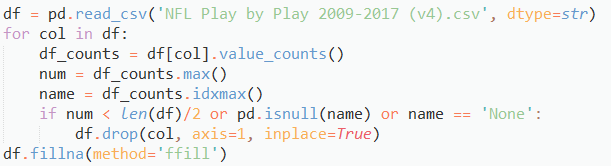 df = pd.read_csv('NFL Play by Play 2009-2017 (v4).csv', dtype=str)
for col in df:
    df_counts = df[col].value_counts()
    num = df_counts.max()
    name = df_counts.idxmax()
    if num < len(df)/2 or pd.isnull(name) or name == 'None':
        df.drop(col, axis=1, inplace=True)
df.fillna(method='ffill')